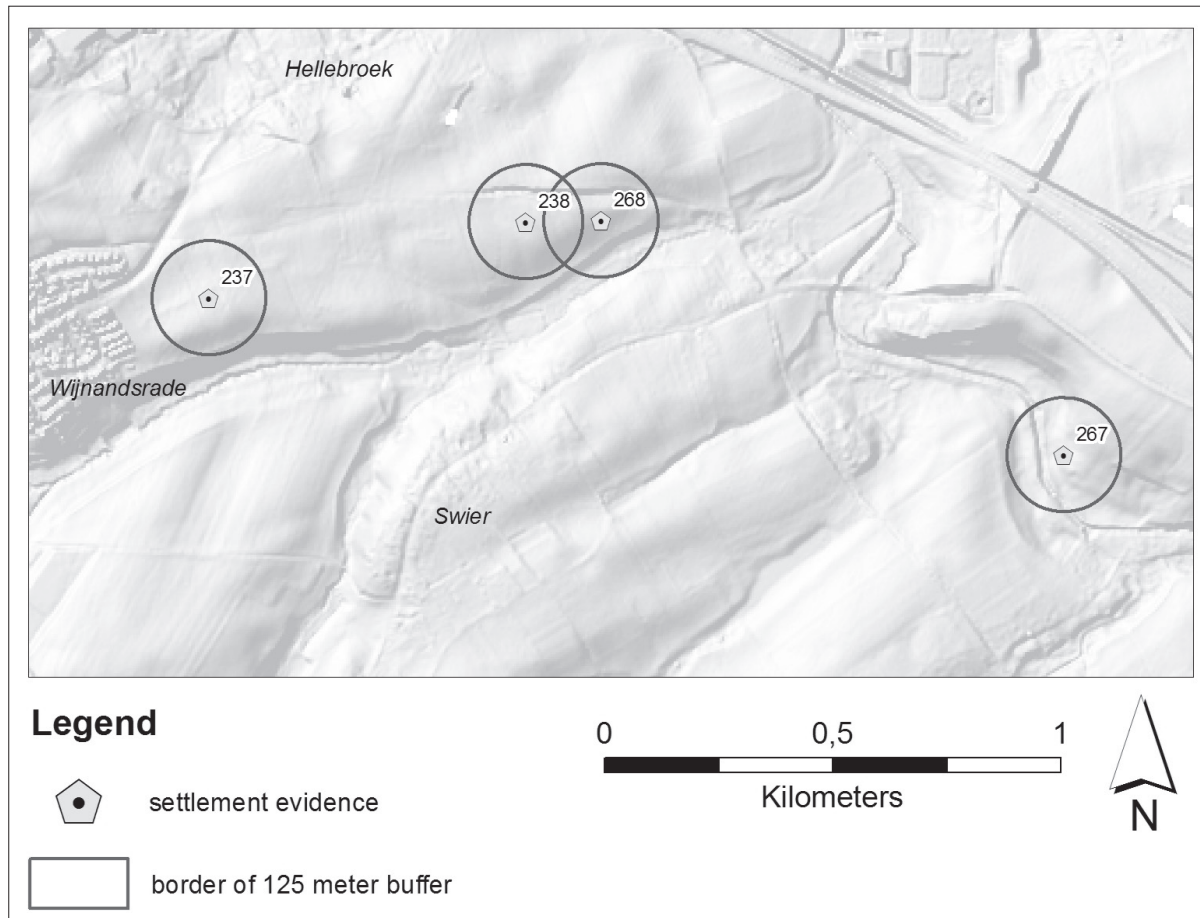 Hellebroek
238
268
237
Wijnandsrade
267
Swier
Legend
0 0,5 1
Kilometers
N
settlement evidence
border of 125 meter buffer